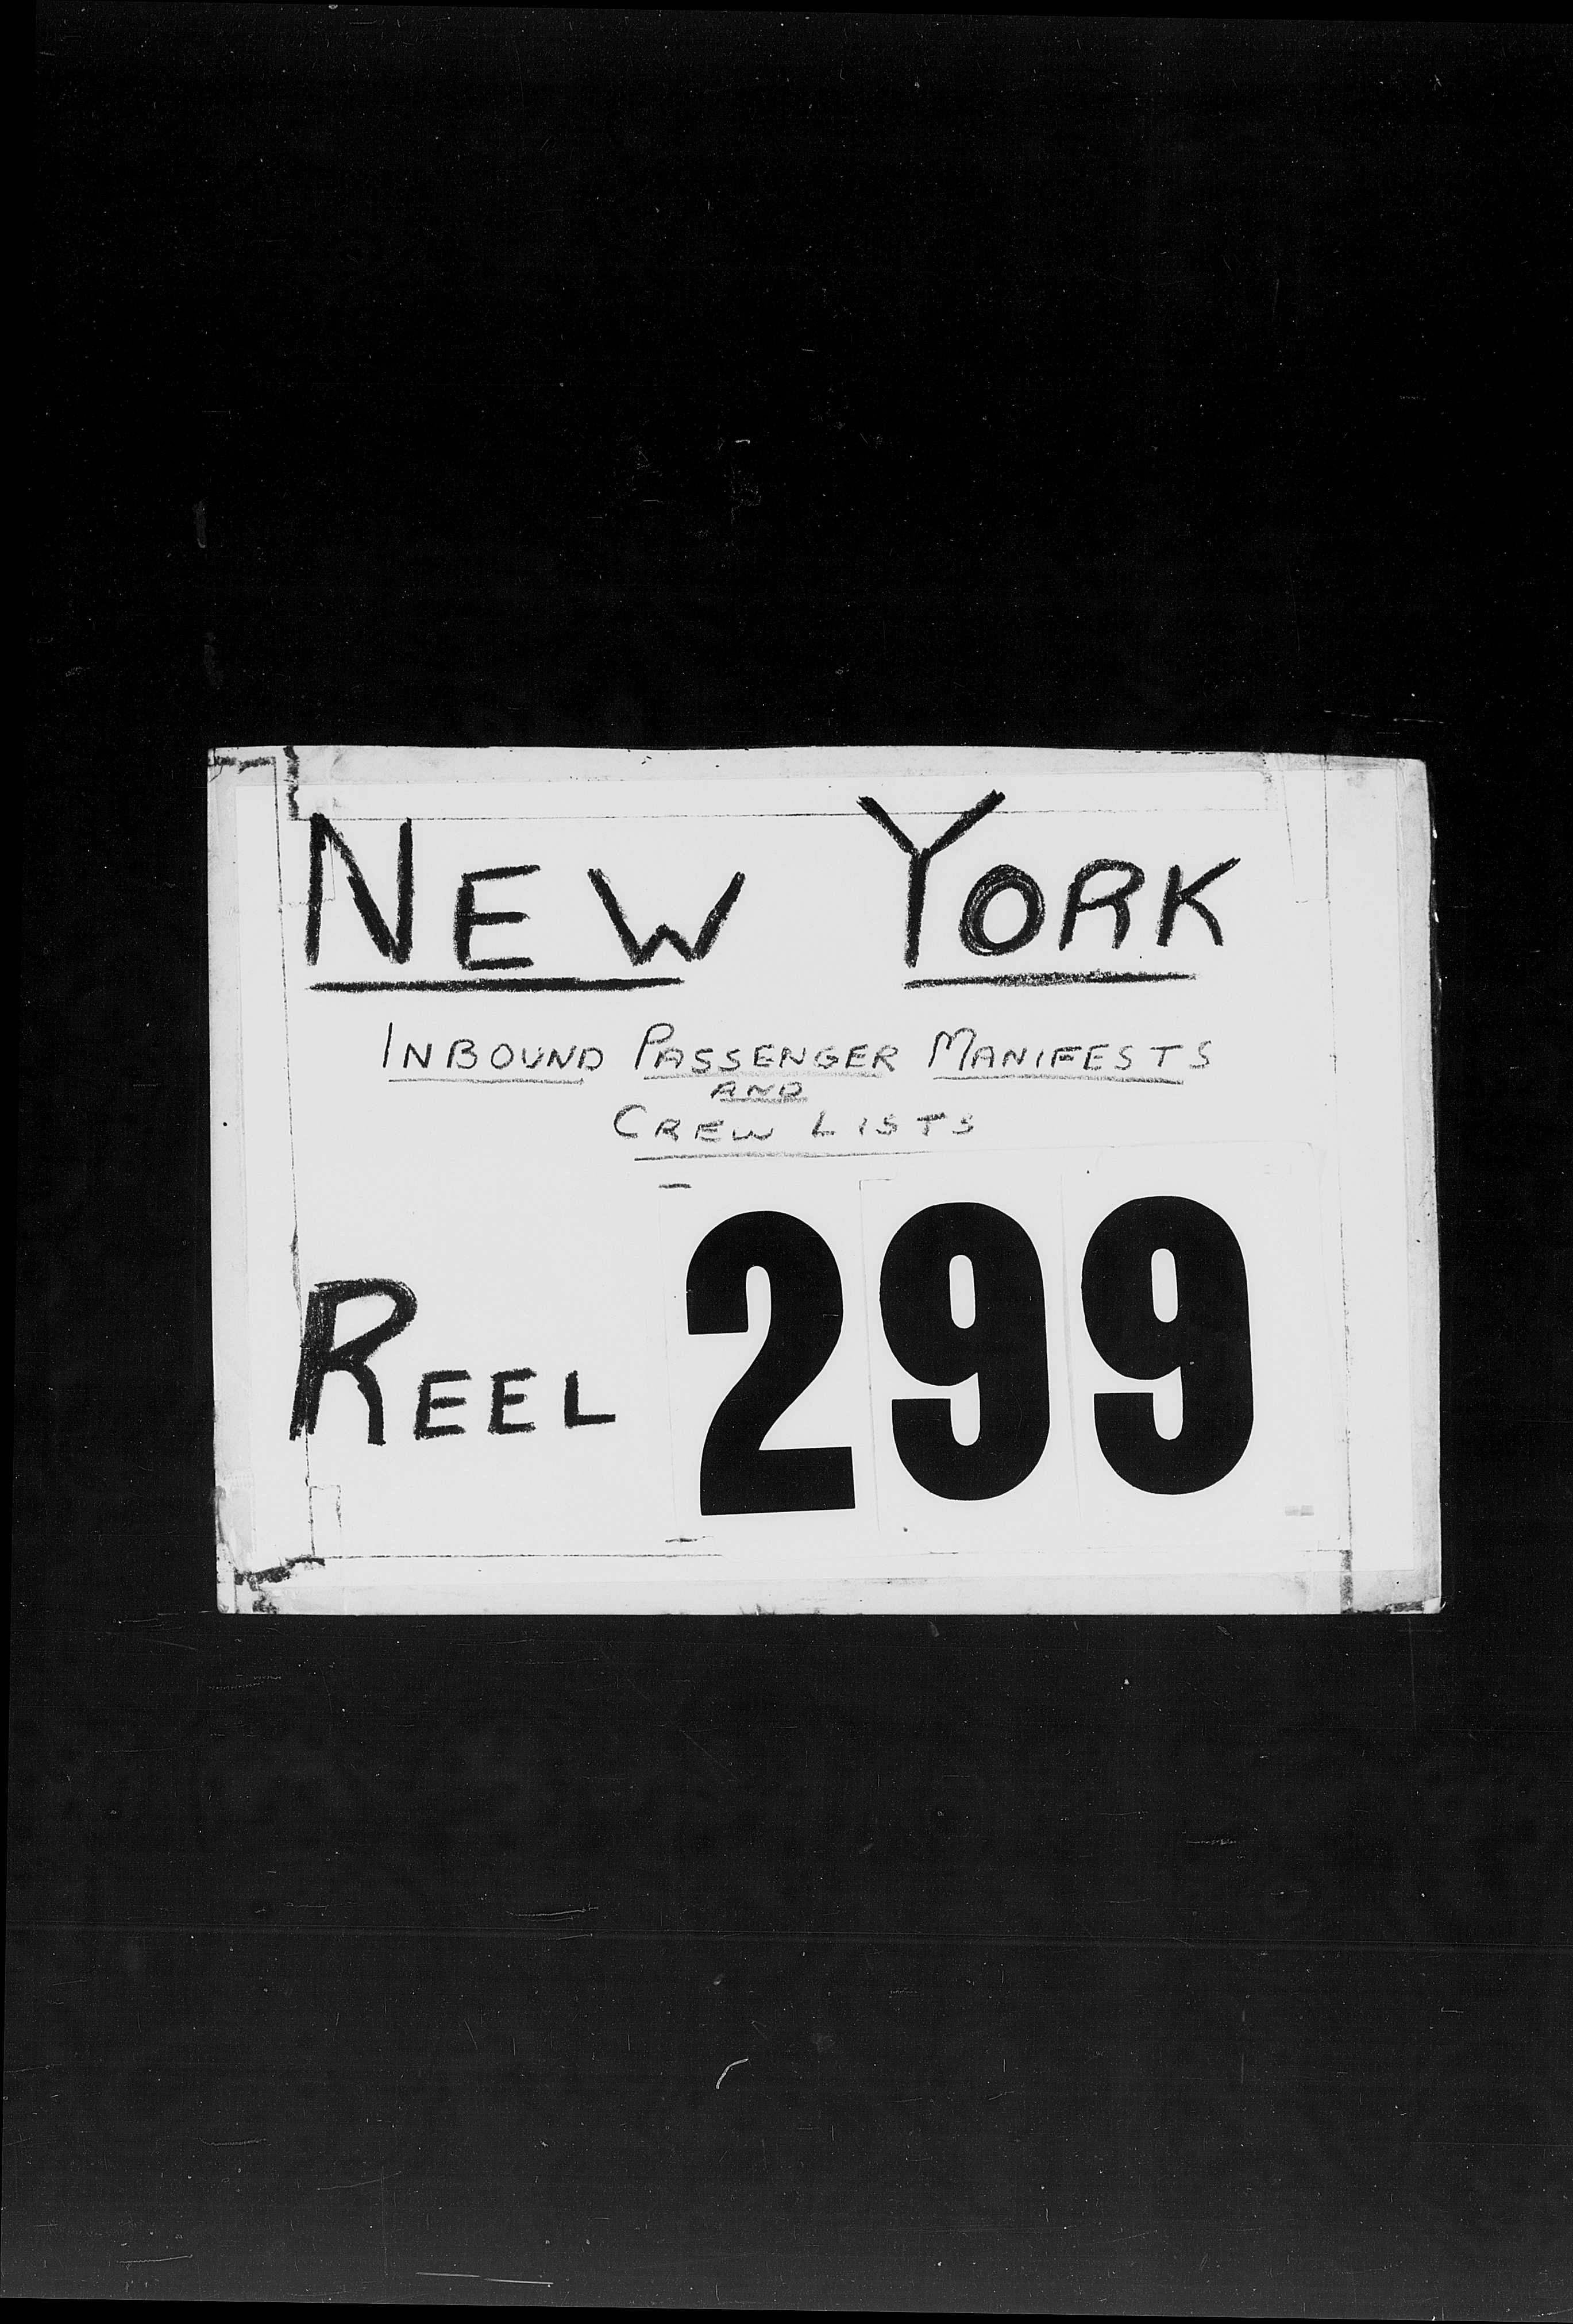 NEW YORK
INBOUND PASSENGER MANIFESTS
AND
CREW LISTS
REEL 299